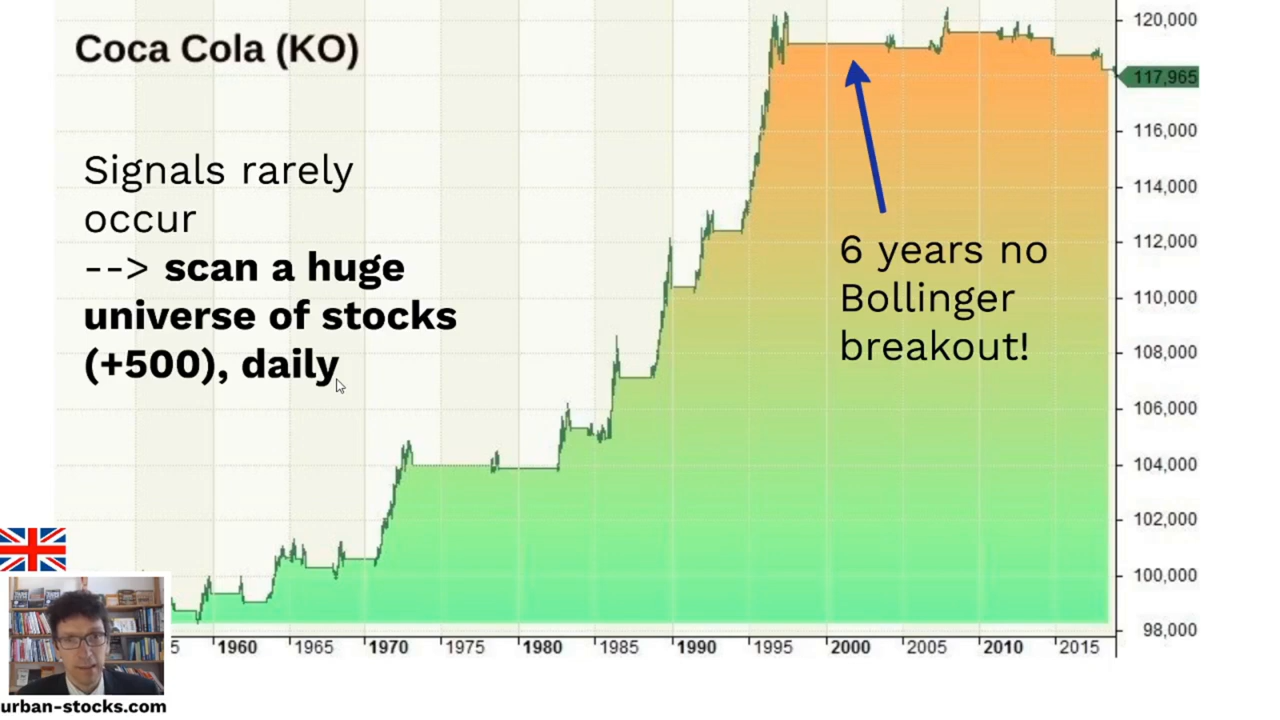 Coca Cola (KO)
Signals rarely
occur
--> scan a huge
universe of stocks
(+500), daily
6 years no
Bollinger
breakout!
120,000
117,965
116,000
114,000
112,000
110,000
108,000
106,000
104,000
102,000
100,000
98,000
5 1960 1965 1970 1975 1980 1985 1990 1995 2000 2005 2010 2015
urban-stocks.com